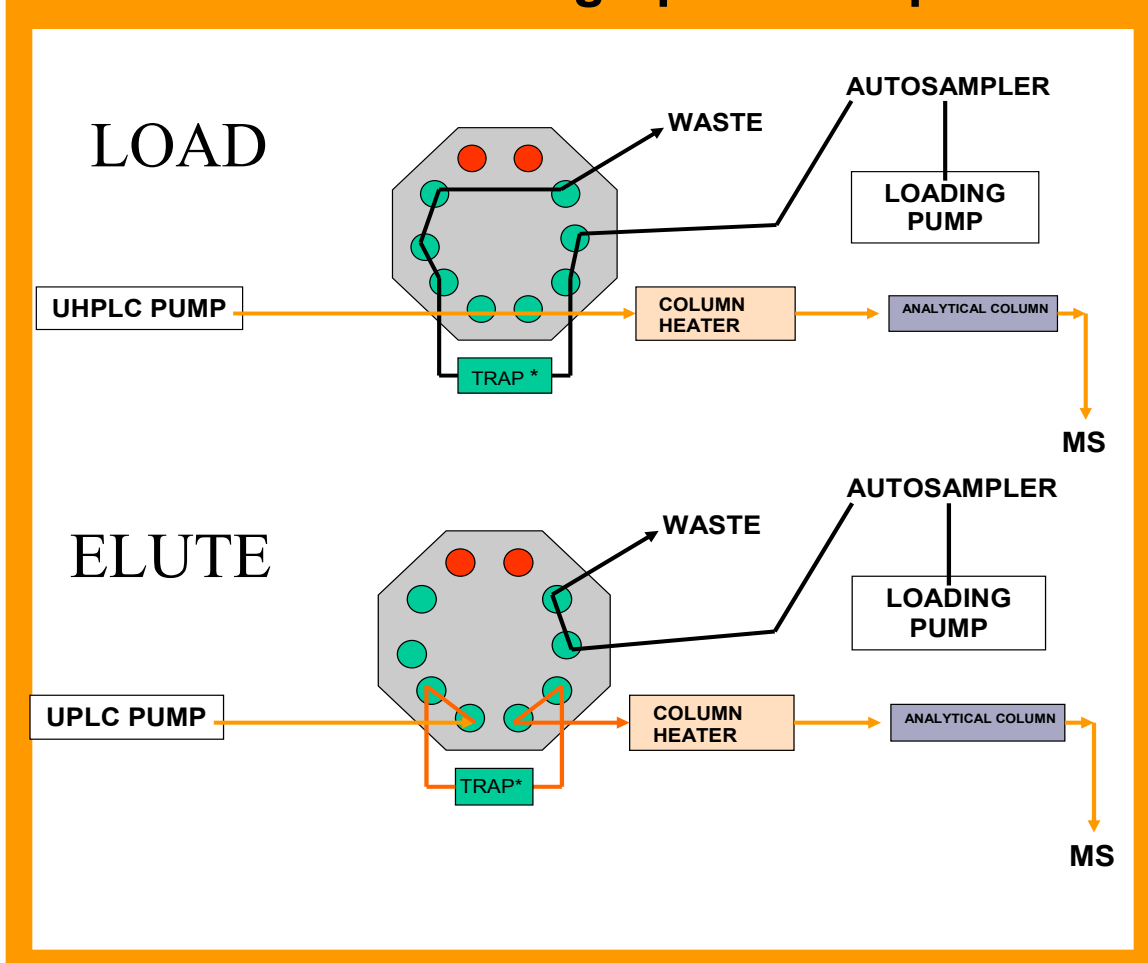 LOAD
WASTE
AUTOSAMPLER
LOADING
PUMP
UHPLC PUMP
COLUMN
HEATER
ANALYTICAL COLUMN
TRAP *
MS
ELUTE
WASTE
AUTOSAMPLER
LOADING
PUMP
UPLC PUMP
COLUMN
HEATER
ANALYTICAL COLUMN
TRAP*
MS